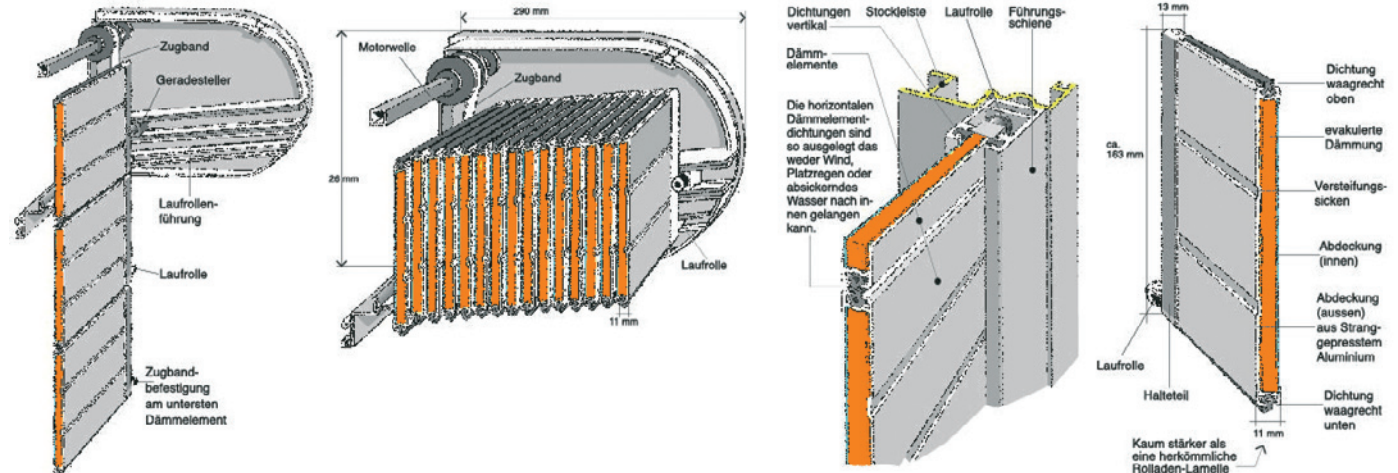 Zugband
Geradesteller
Laufrollen-
führung
Laufrolle
Zugband-
befestigung
am untersten
Dämmelement
290 mm
Motorwelle
Zugband
26 mm
Laufrolle
11 mm
Dichtungen
vertikal
Stockleiste
Laufrolle
Führungs-
schiene
Dämm-
elemente
Die horizontalen
Dämmelement-
dichtungen sind
so ausgelegt das
weder Wind,
Platzregen oder
absickerndes
Wasser nach in-
nen gelangen
kann.
13 mm
ca.
163 mm
Dichtung
waagrecht
oben
evakulerte
Dämmung
Versteifungs-
sicken
Abdeckung
(innen)
Abdeckung
(aussen)
aus Strang-
gepresstem
Aluminium
Laufrolle
Halteteil
Dichtung
waagrecht
unten
11 mm
Kaum stärker als
eine herkömmliche
Rolladen-Lamelle